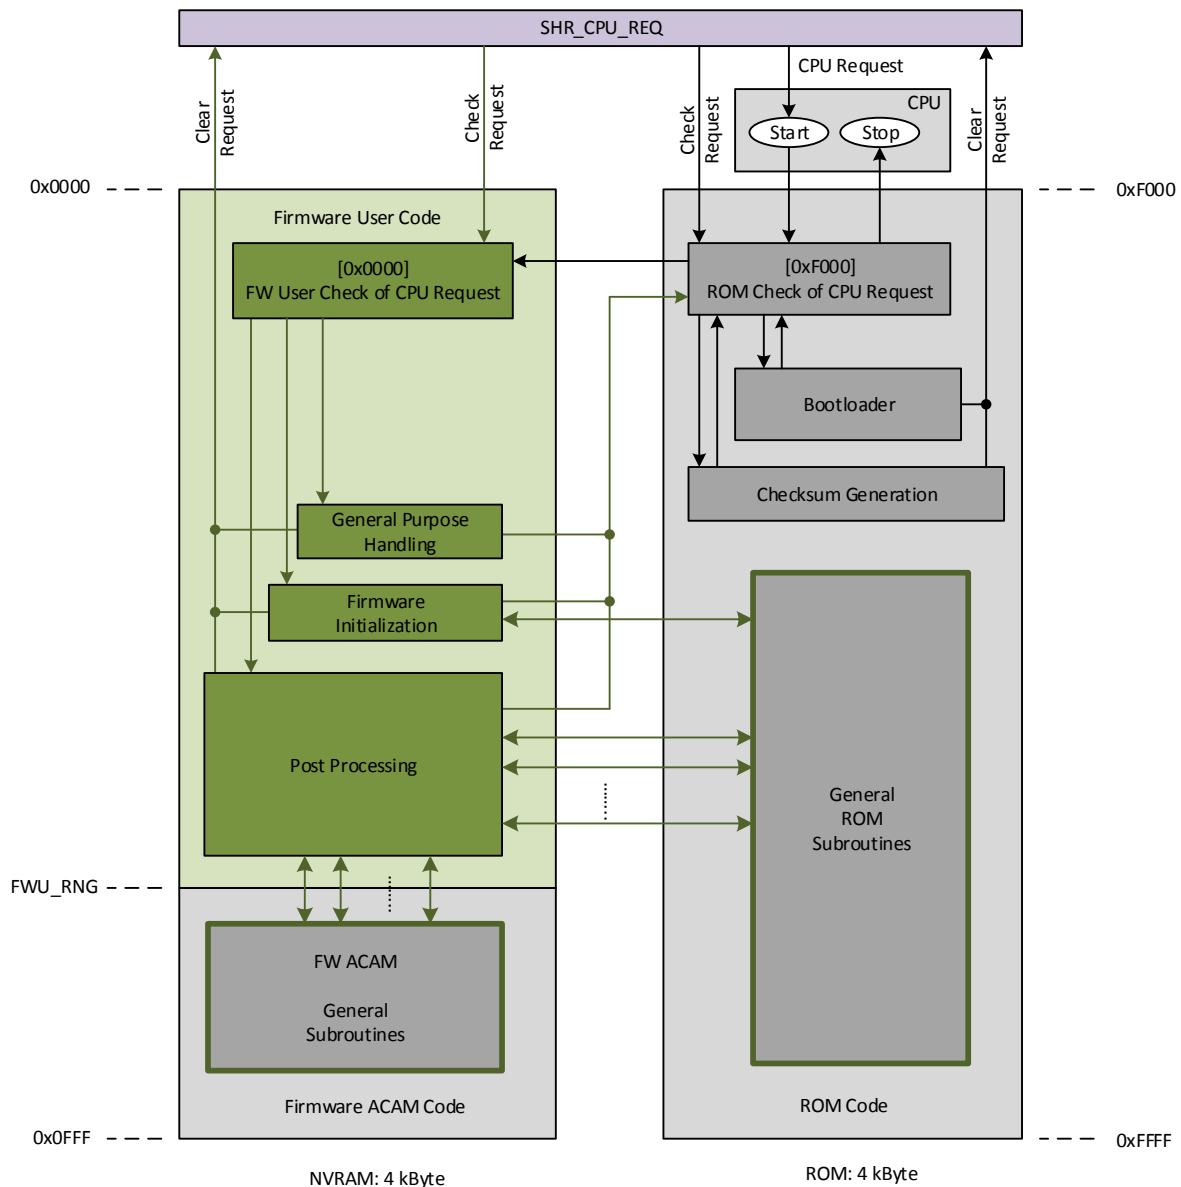 SHR_CPU_REQ
Clear
Request
Check
Request
Check
Request
CPU Request
CPU
Start
Stop
Clear
Request
0x0000
0xF000
Firmware User Code
[0x0000]
FW User Check of CPU Request
[0xF000]
ROM Check of CPU Request
Bootloader
Checksum Generation
General Purpose
Handling
Firmware
Initialization
Post Processing
General
ROM
Subroutines
FWU_RNG
FW ACAM
General
Subroutines
Firmware ACAM Code
ROM Code
0x0FFF
0xFFFF
NVRAM: 4 kByte
ROM: 4 kByte